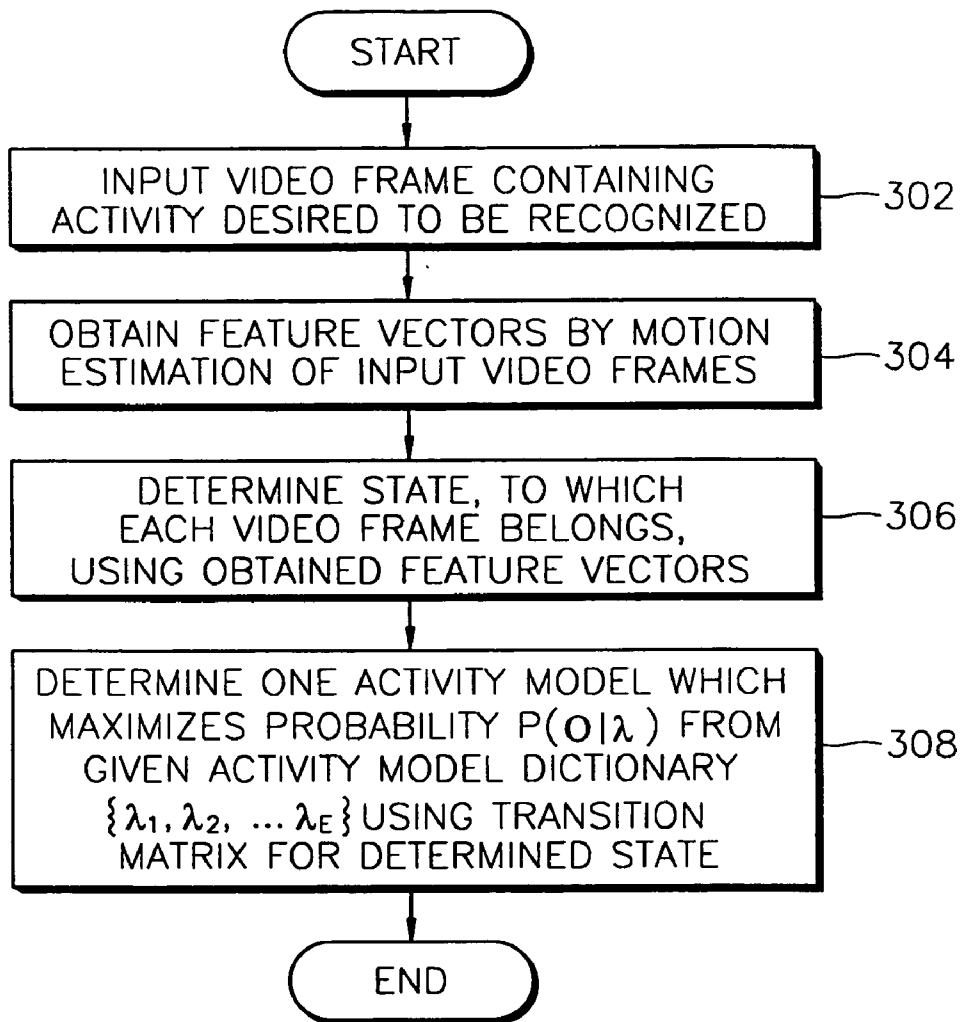 START
INPUT VIDEO FRAME CONTAINING
ACTIVITY DESIRED TO BE RECOGNIZED
302
OBTAIN FEATURE VECTORS BY MOTION
ESTIMATION OF INPUT VIDEO FRAMES
304
DETERMINE STATE, TO WHICH
EACH VIDEO FRAME BELONGS,
USING OBTAINED FEATURE VECTORS
306
DETERMINE ONE ACTIVITY MODEL WHICH
MAXIMIZES PROBABILITY P(O|λ) FROM
GIVEN ACTIVITY MODEL DICTIONARY
{λ₁, λ₂, ... λ_E} USING TRANSITION
MATRIX FOR DETERMINED STATE
308
END